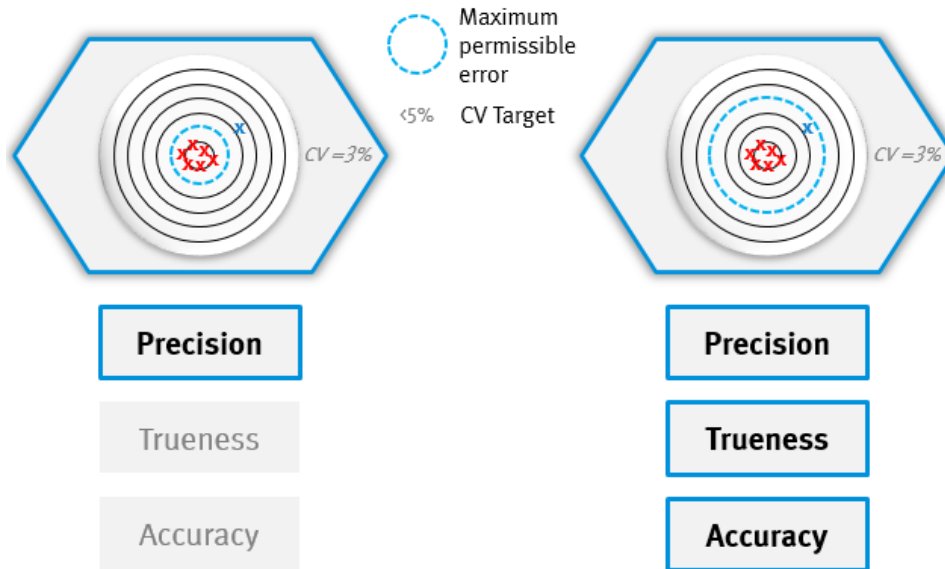 Maximum
permissible
error
<5% CV Target
CV=3%
CV=3%
Precision
Precision
Trueness
Trueness
Accuracy
Accuracy